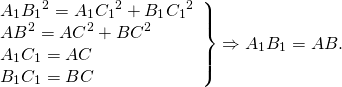 A₁B₁² = A₁C₁² + B₁C₁²
AB² = AC² + BC²
A₁C₁ = AC
B₁C₁ = BC
} ⇒ A₁B₁ = AB.